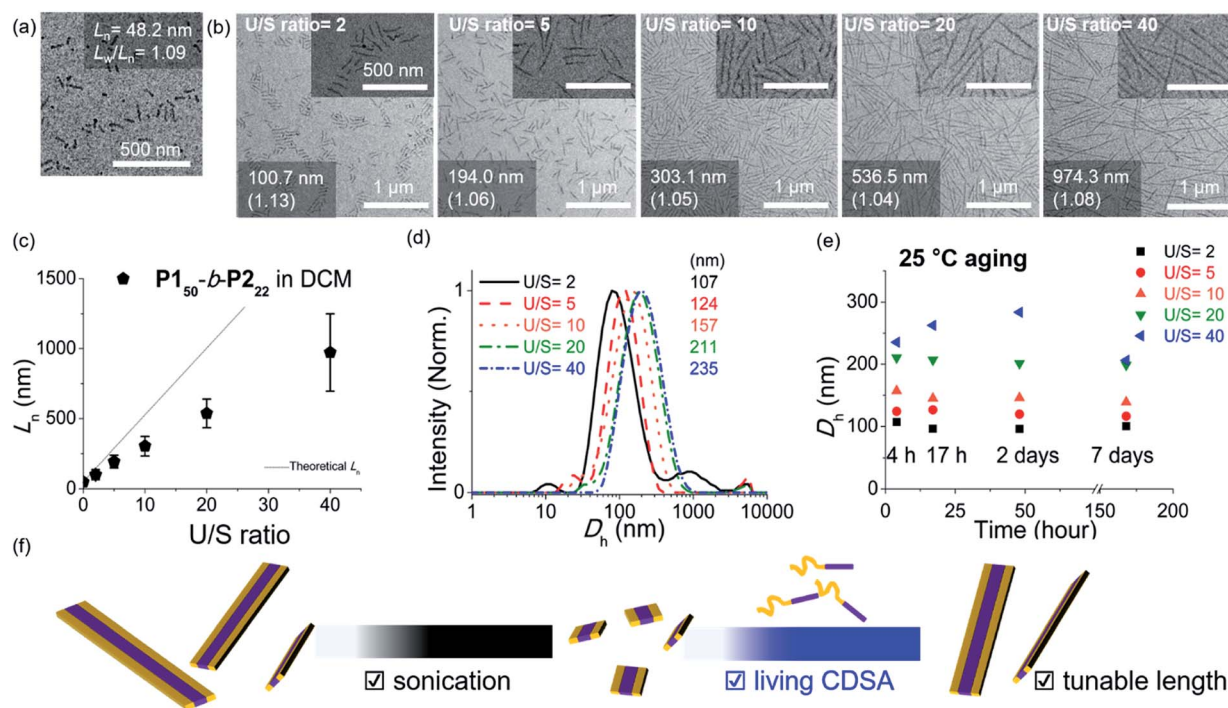 (a)
Ln= 48.2 nm
Lw/Ln= 1.09
500 nm
(b)
U/S ratio= 2
500 nm
100.7 nm
(1.13)
1 µm
U/S ratio= 5
194.0 nm
(1.06)
1 µm
U/S ratio= 10
303.1 nm
(1.05)
1 µm
U/S ratio= 20
536.5 nm
(1.04)
1 µm
U/S ratio= 40
974.3 nm
(1.08)
1 µm
(c)
P1₅₀-b-P2₂₂ in DCM
1500
1000
500
0
Ln (nm)
Theoretical Ln
0 10 20 30 40
U/S ratio
(d)
(nm)
U/S= 2 107
U/S= 5 124
U/S= 10 157
U/S= 20 211
U/S= 40 235
1
0
Intensity (Norm.)
1 10 100 1000 10000
Dh (nm)
(e)
25 °C aging
U/S= 2
U/S= 5
U/S= 10
U/S= 20
U/S= 40
300
200
100
Dh (nm)
4 h 17 h 2 days 7 days
0 25 50 150 200
Time (hour)
(f)
☑ sonication
☑ living CDSA
☑ tunable length